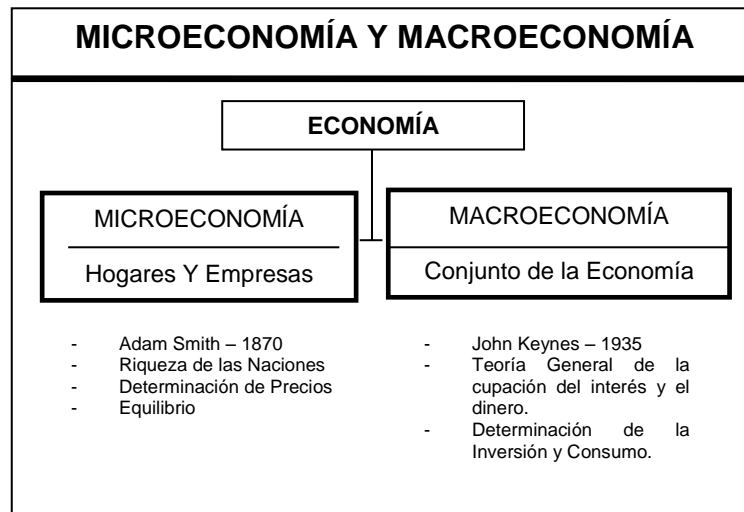 MICROECONOMÍA Y MACROECONOMÍA
ECONOMÍA
MICROECONOMÍA
Hogares Y Empresas
MACROECONOMÍA
Conjunto de la Economía
- Adam Smith – 1870
- Riqueza de las Naciones
- Determinación de Precios
- Equilibrio
- John Keynes – 1935
- Teoría General de la
cupación del interés y el
dinero.
- Determinación de la
Inversión y Consumo.